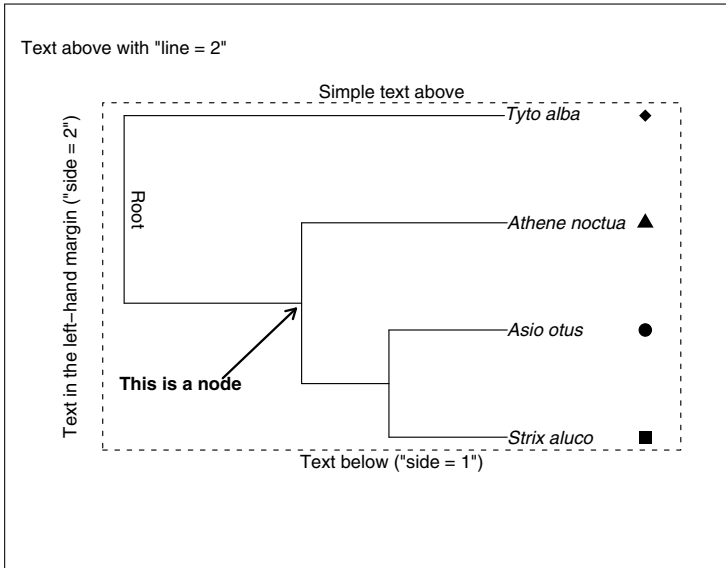 Text above with "line = 2"
Simple text above
Text in the left−hand margin ("side = 2")
Tyto alba
Root
Athene noctua
Asio otus
This is a node
Strix aluco
Text below ("side = 1")